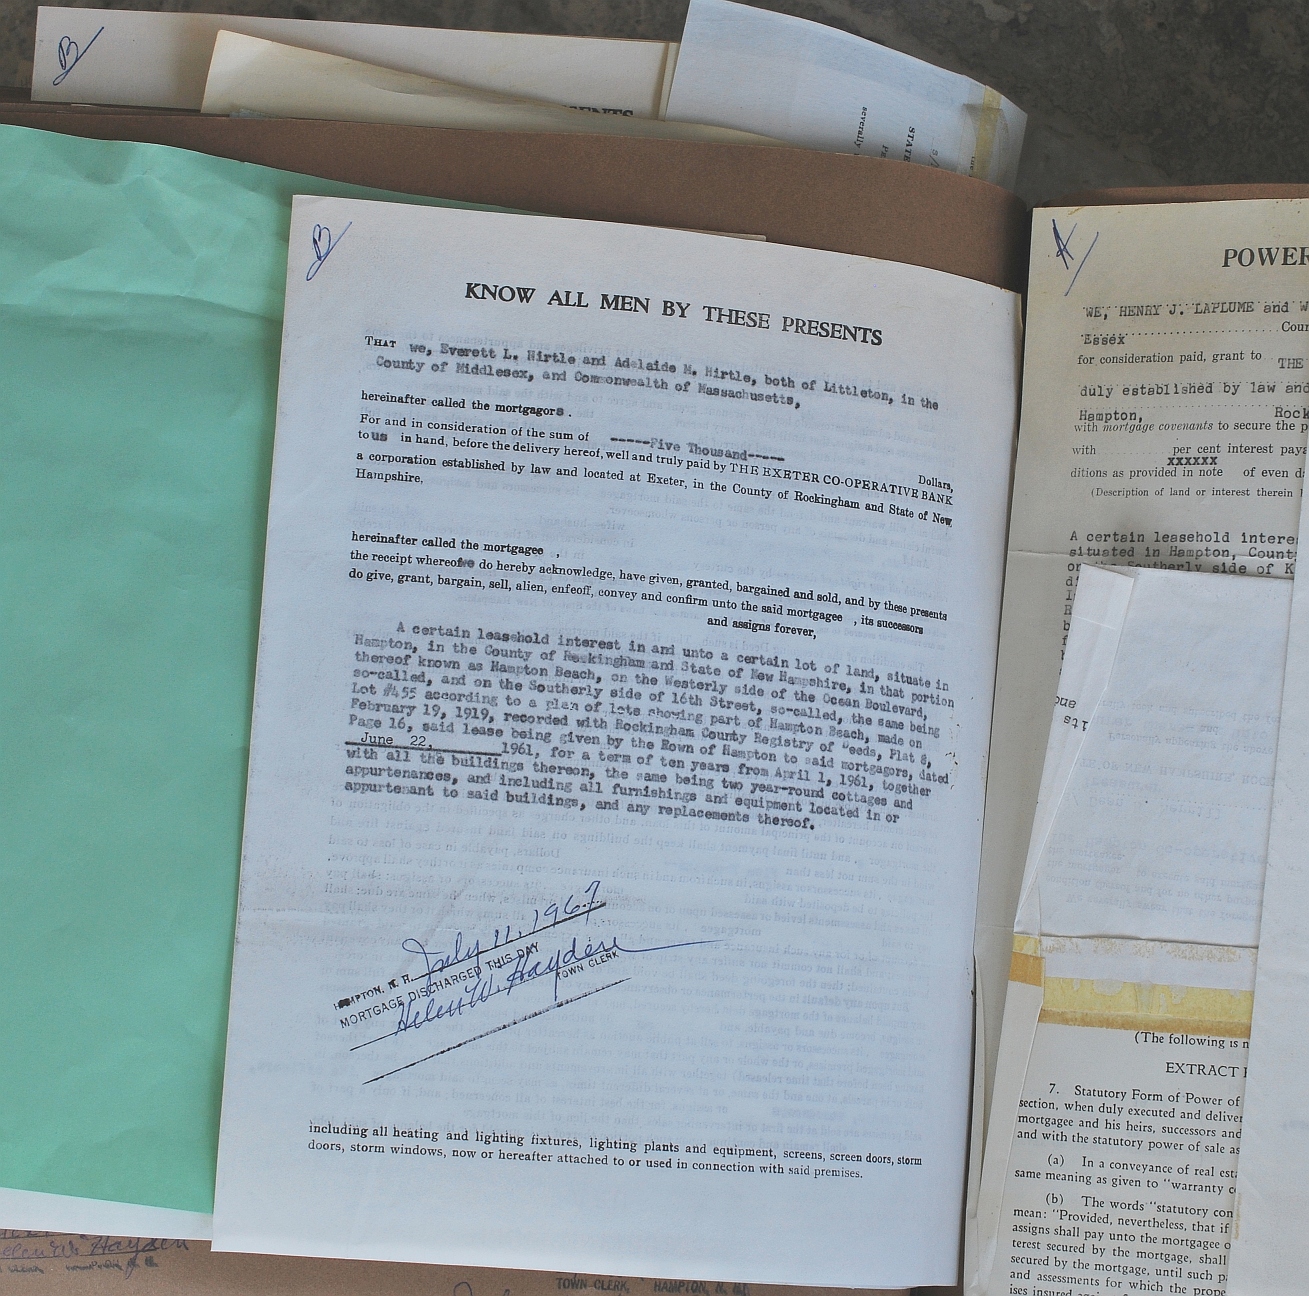 B
B
KNOW ALL MEN BY THESE PRESENTS
THAT we, Everett L. Hirtle and Adelaide M. Hirtle, both of Littleton, in the
County of Middlesex, and Commonwealth of Massachusetts,
hereinafter called the mortgagors.
For and in consideration of the sum of -----Five Thousand----- Dollars,
to us in hand, before the delivery hereof, well and truly paid by THE EXETER CO-OPERATIVE BANK
a corporation established by law and located at Exeter, in the County of Rockingham and State of New
Hampshire,
hereinafter called the mortgagee ,
the receipt whereof we do hereby acknowledge, have given, granted, bargained and sold, and by these presents
do give, grant, bargain, sell, alien, enfeoff, convey and confirm unto the said mortgagee , its successors
and assigns forever,
A certain leasehold interest in and unto a certain lot of land, situate in
Hampton, in the County of Rockingham and State of New Hampshire, in that portion
thereof known as Hampton Beach, on the Westerly side of the Ocean Boulevard,
so-called, and on the Southerly side of 16th Street, so-called, the same being
Lot #455 according to a plan of lots showing part of Hampton Beach, made on
February 19, 1919, recorded with Rockingham County Registry of Deeds, Plat 8,
Page 16, said lease being given by the Town of Hampton to said mortgagors, dated
June 22, 1961, for a term of ten years from April 1, 1961, together
with all the buildings thereon, the same being two year-round cottages and
appurtenances, and including all furnishings and equipment located in or
appurtenant to said buildings, and any replacements thereof.
HAMPTON, N. H. July 11, 1967
MORTGAGE DISCHARGED THIS DAY
Helen W. Hayden
TOWN CLERK
including all heating and lighting fixtures, lighting plants and equipment, screens, screen doors, storm
doors, storm windows, now or hereafter attached to or used in connection with said premises.
TOWN CLERK, HAMPTON, N. H.
A
POWER
WE, HENRY J. LAPLUME and W
Essex Cou
for consideration paid, grant to THE
duly established by law and
Hampton, Rock
with mortgage covenants to secure the p
with per cent interest paya
xxxxxx
ditions as provided in note of even d
(Description of land or interest therein
A certain leasehold intere
situated in Hampton, Count
on the Southerly side of K
(The following is n
EXTRACT
7. Statutory Form of Power of
section, when duly executed and deliver
mortgagee and his heirs, successors and
and with the statutory power of sale as
(a) In a conveyance of real est
same meaning as given to "warranty c
(b) The words "statutory con
mean: "Provided, nevertheless, that if
assigns shall pay unto the mortgagee o
terest secured by the mortgage, shall
secured by the mortgage, until such p
and assessments for which the prope